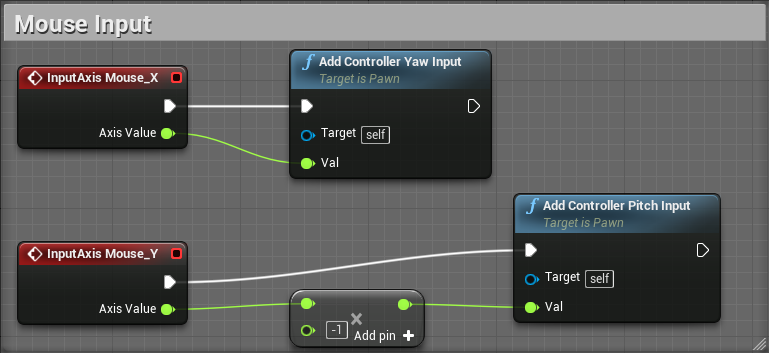 Mouse Input
InputAxis Mouse_X
Axis Value
f Add Controller Yaw Input
Target is Pawn
Target self
Val
InputAxis Mouse_Y
Axis Value
-1
×
Add pin +
f Add Controller Pitch Input
Target is Pawn
Target self
Val